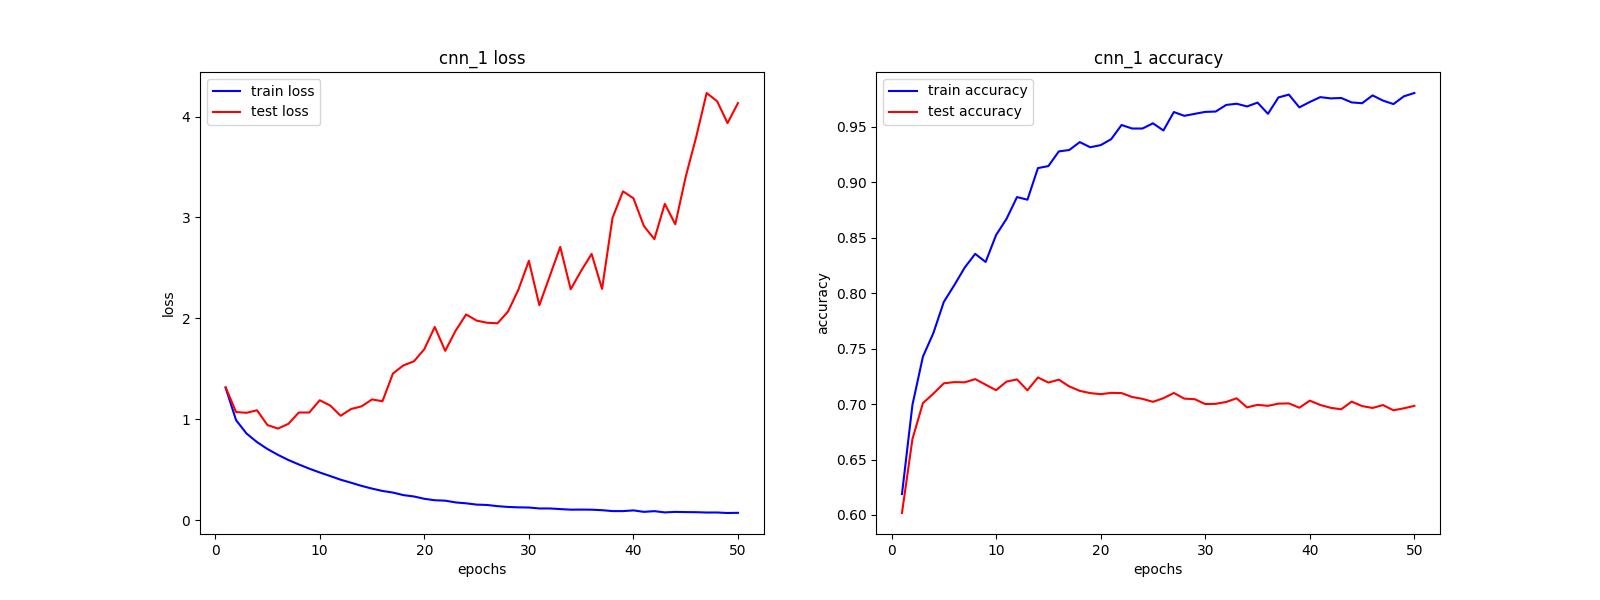 cnn_1 loss
train loss
test loss
4
3
2
1
0
loss
0 10 20 30 40 50
epochs
cnn_1 accuracy
train accuracy
test accuracy
0.95
0.90
0.85
0.80
0.75
0.70
0.65
0.60
accuracy
0 10 20 30 40 50
epochs